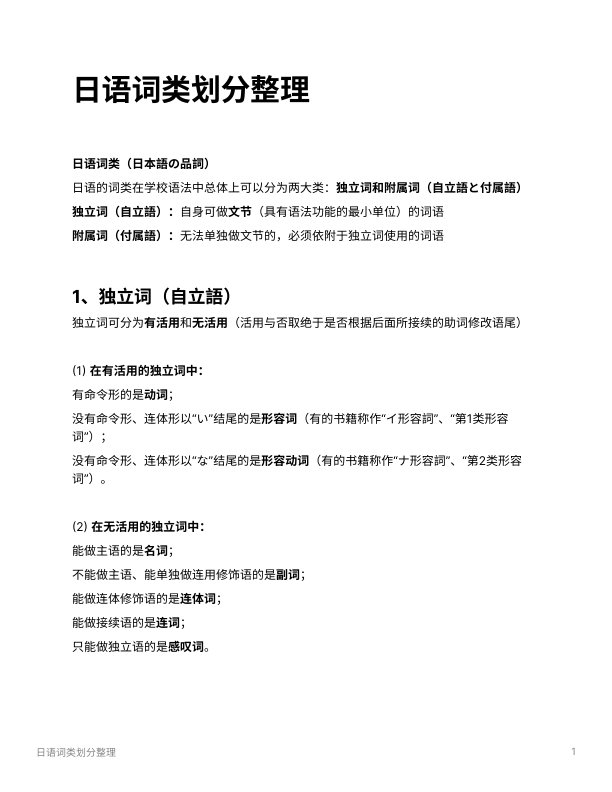 日语词类划分整理
日语词类（日本語の品詞）
日语的词类在学校语法中总体上可以分为两大类：独立词和附属词（自立語と付属語）
独立词（自立語）：自身可做文节（具有语法功能的最小单位）的词语
附属词（付属語）：无法单独做文节的，必须依附于独立词使用的词语
1、独立词（自立語）
独立词可分为有活用和无活用（活用与否取绝于是否根据后面所接续的助词修改语尾）
(1) 在有活用的独立词中：
有命令形的是动词；
没有命令形、连体形以“い”结尾的是形容词（有的书籍称作“イ形容詞”、“第1类形容
词”）；
没有命令形、连体形以“な”结尾的是形容动词（有的书籍称作“ナ形容詞”、“第2类形容
词”）。
(2) 在无活用的独立词中：
能做主语的是名词；
不能做主语、能单独做连用修饰语的是副词；
能做连体修饰语的是连体词；
能做接续语的是连词；
只能做独立语的是感叹词。
日语词类划分整理
1